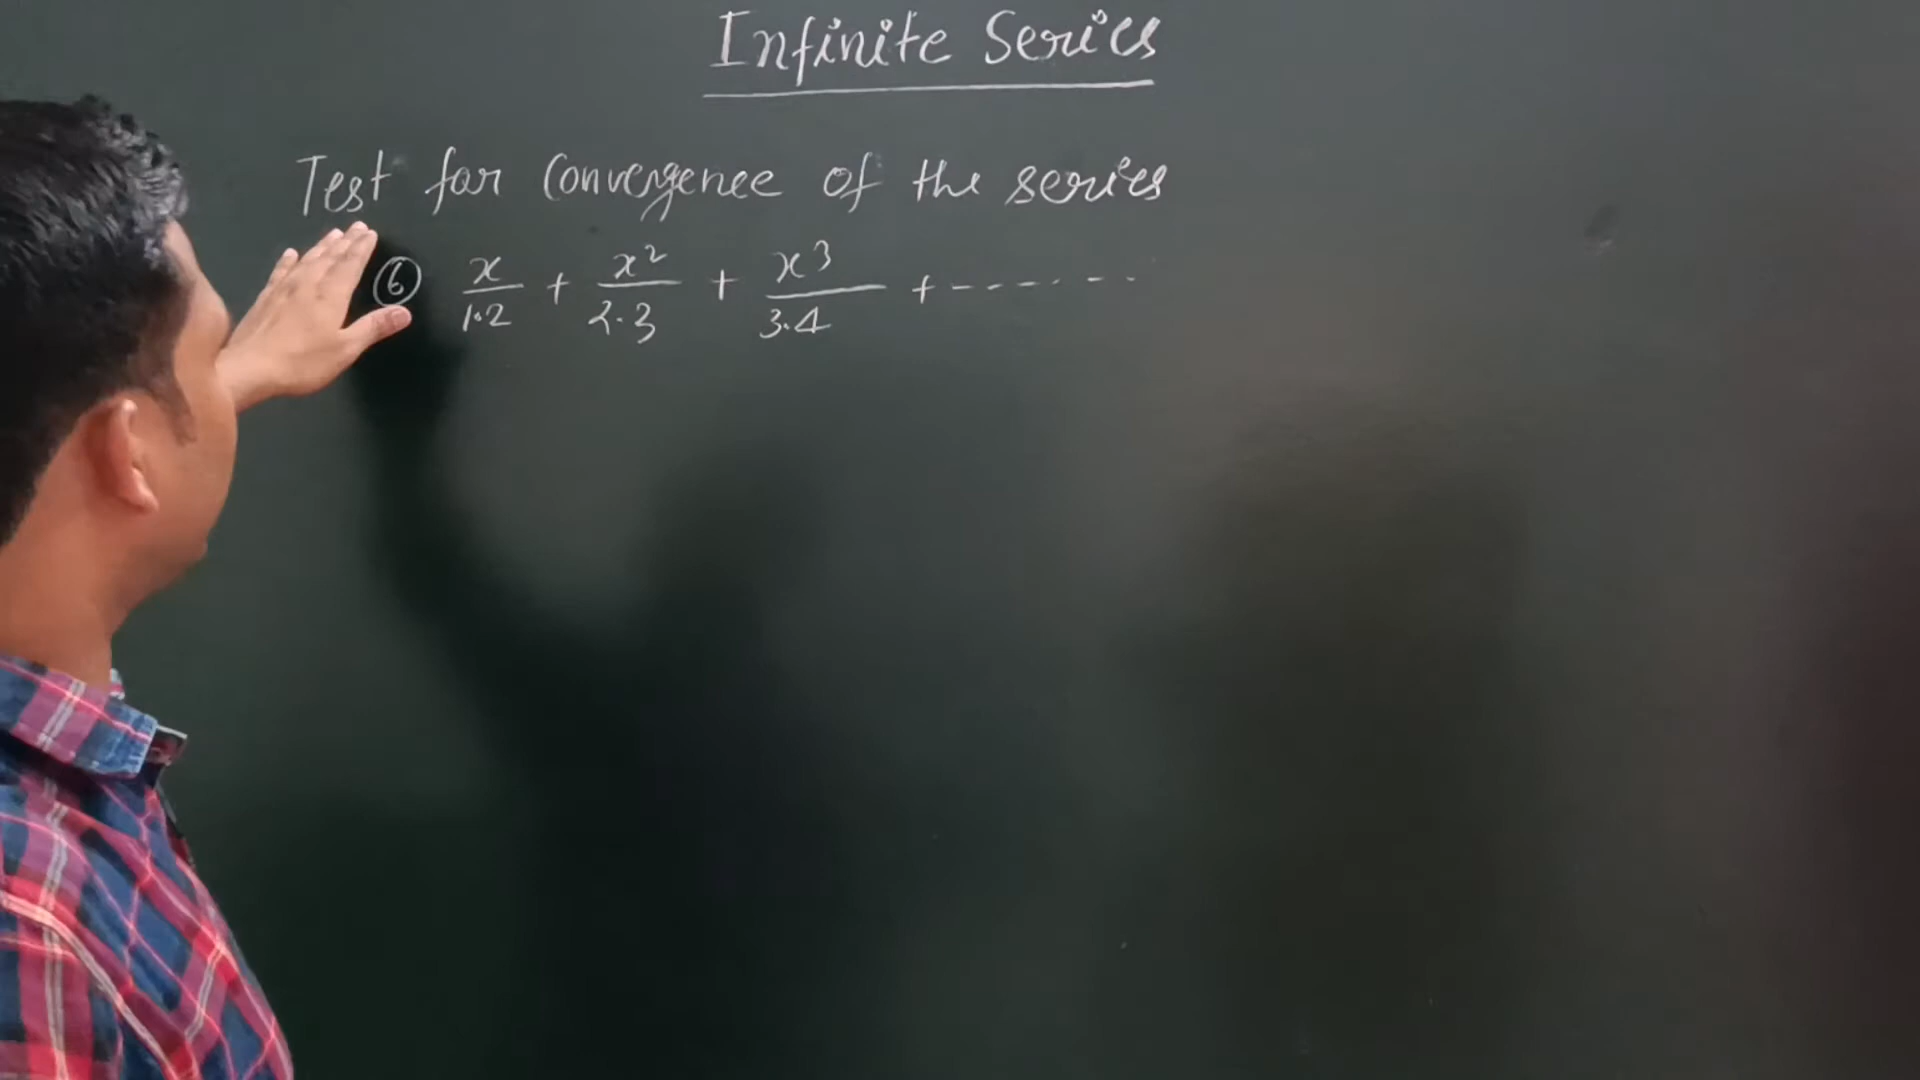 Infinite Series
Test for Convergence of the series
⑥ x/1·2 + x²/2·3 + x³/3·4 + -------